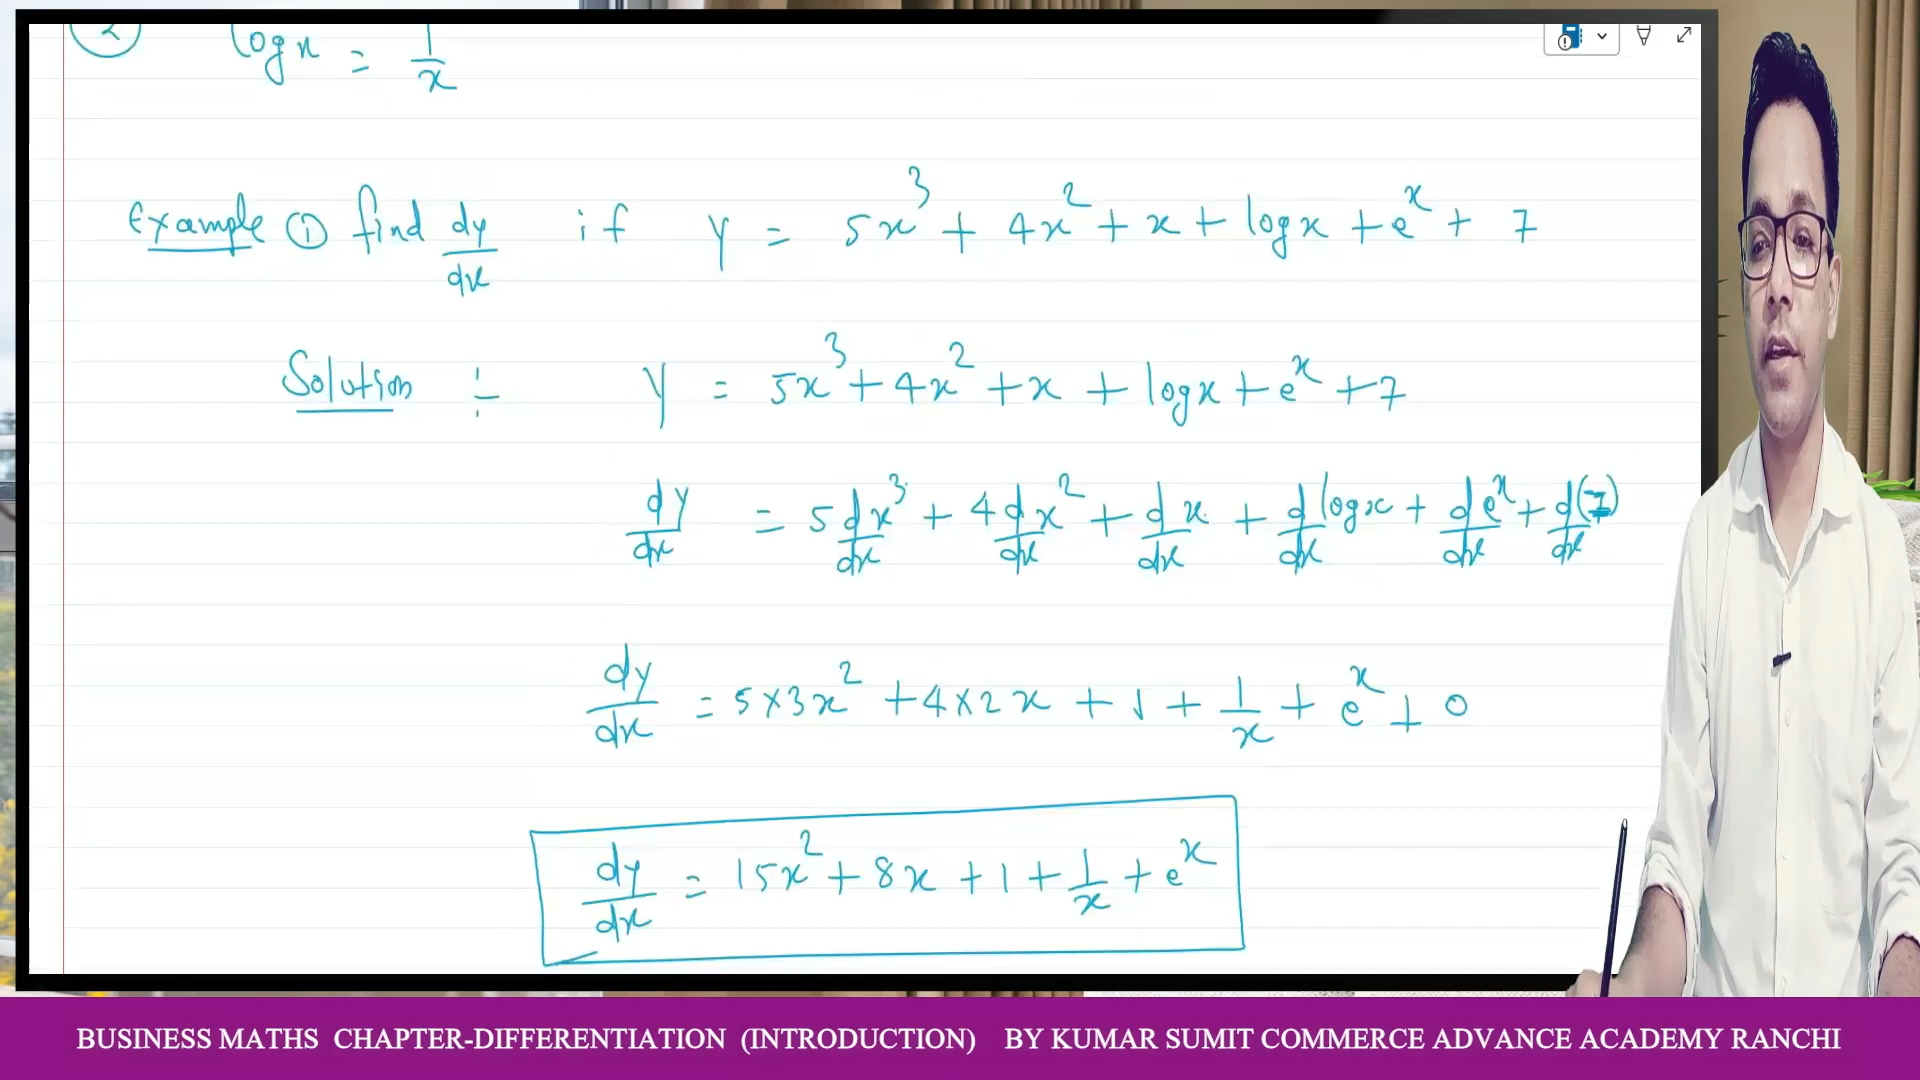 ② log x = 1/x
Example ① find dy/dx if y = 5x³ + 4x² + x + log x + eˣ + 7
Solution :- y = 5x³ + 4x² + x + log x + eˣ + 7
dy/dx = 5 d/dx x³ + 4 d/dx x² + d/dx x + d/dx log x + d/dx eˣ + d/dx (7)
dy/dx = 5×3x² + 4×2x + 1 + 1/x + eˣ + 0
dy/dx = 15x² + 8x + 1 + 1/x + eˣ
BUSINESS MATHS CHAPTER-DIFFERENTIATION (INTRODUCTION) BY KUMAR SUMIT COMMERCE ADVANCE ACADEMY RANCHI